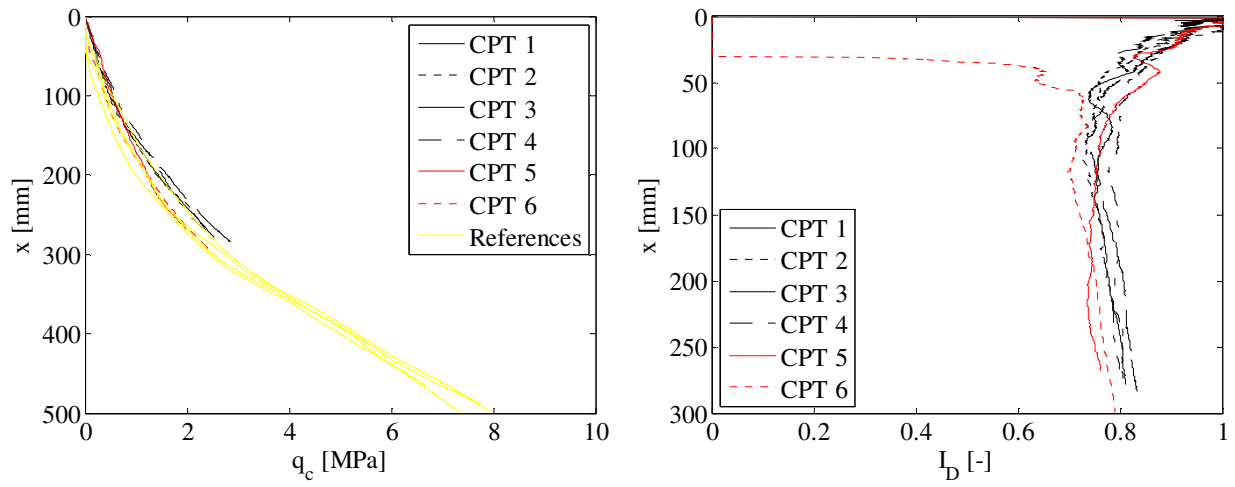 0
100
200
300
400
500
x [mm]
0
2
4
6
8
10
q_c [MPa]
CPT 1
CPT 2
CPT 3
CPT 4
CPT 5
CPT 6
References
0
50
100
150
200
250
300
x [mm]
0
0.2
0.4
0.6
0.8
1
I_D [-]
CPT 1
CPT 2
CPT 3
CPT 4
CPT 5
CPT 6